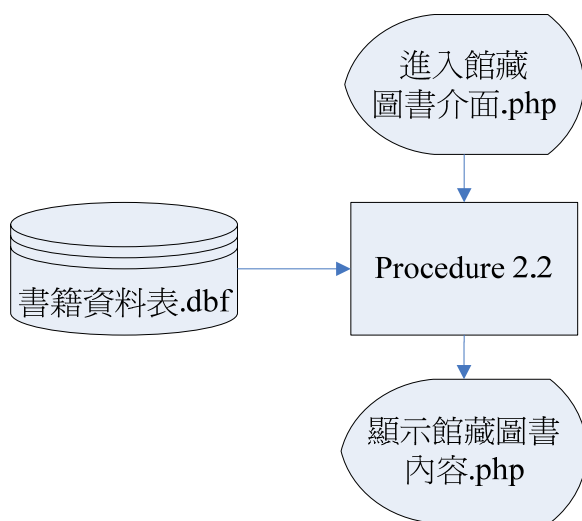 進入館藏
圖書介面.php
書籍資料表.dbf
Procedure 2.2
顯示館藏圖書
內容.php